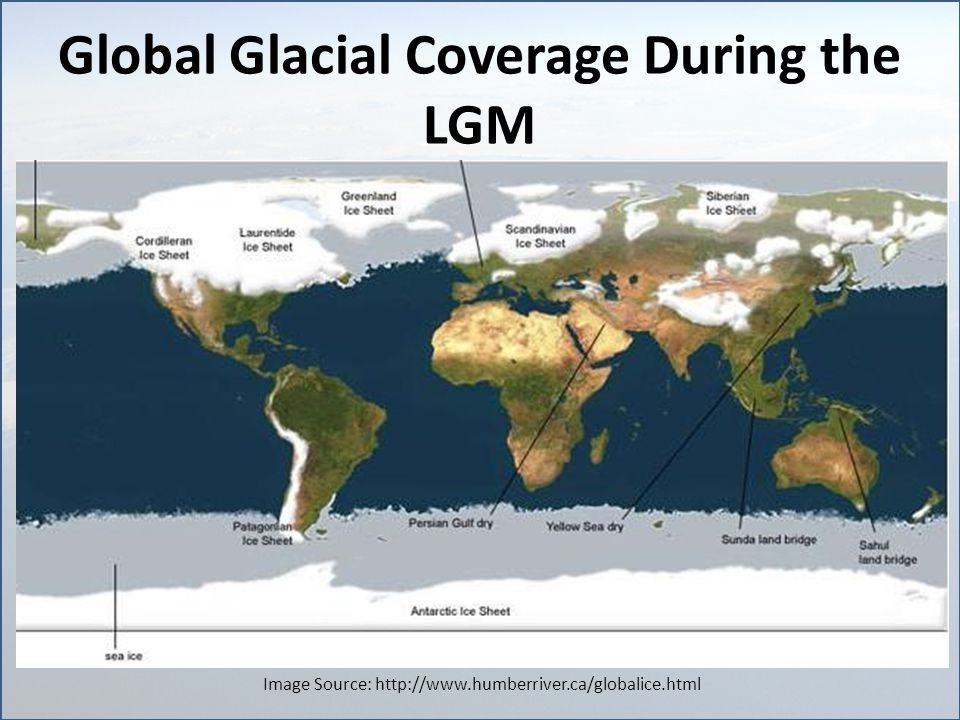 Global Glacial Coverage During the
LGM
Greenland
Ice Sheet
Siberian
Ice Sheet
Laurentide
Ice Sheet
Scandinavian
Ice Sheet
Cordilleran
Ice Sheet
Patagonian
Ice Sheet
Persian Gulf dry
Yellow Sea dry
Sunda land bridge
Sahul
land bridge
Antarctic Ice Sheet
sea ice
Image Source: http://www.humberriver.ca/globalice.html